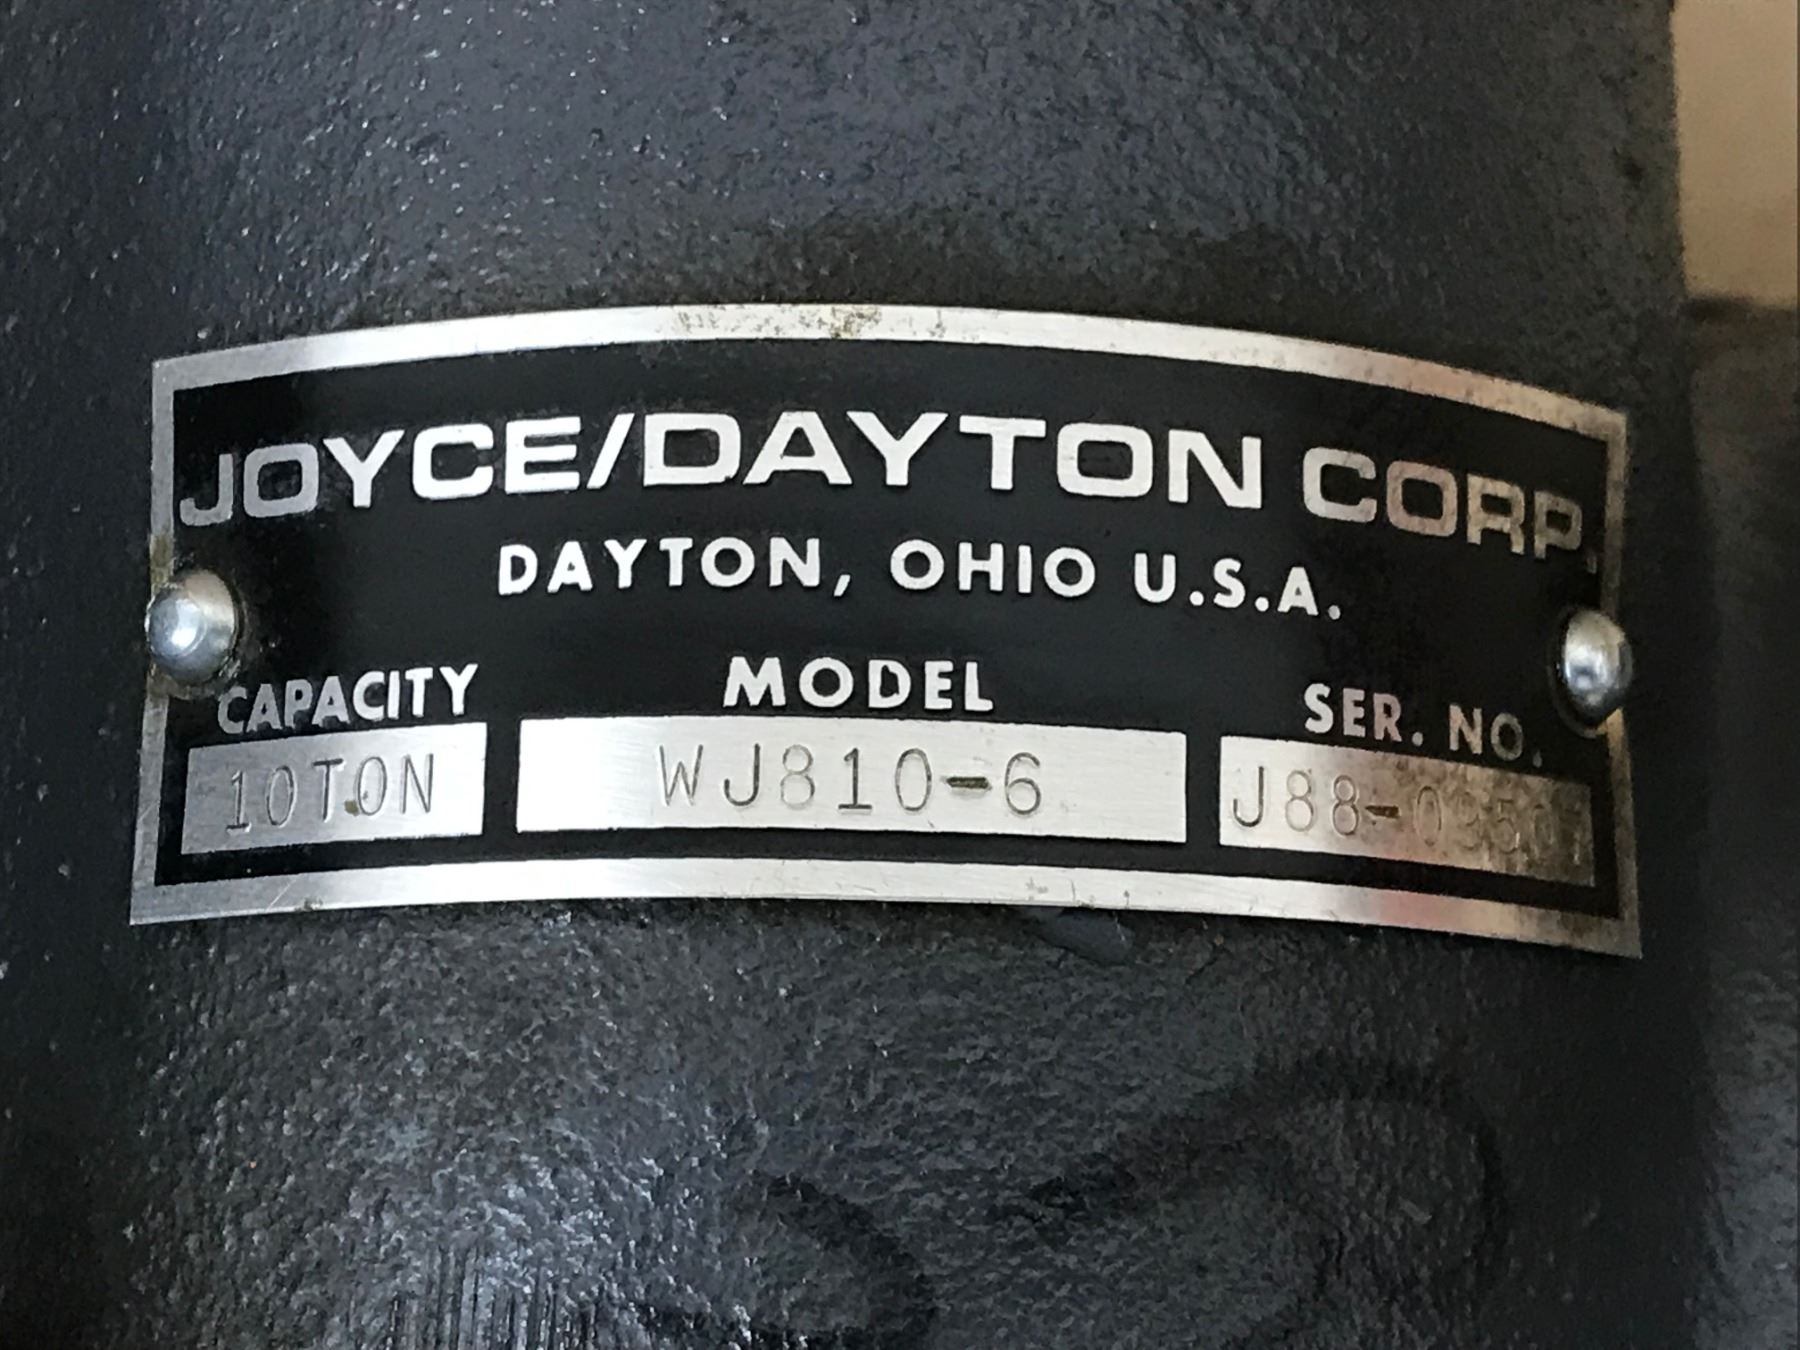 JOYCE/DAYTON CORP.
DAYTON, OHIO U.S.A.
CAPACITY MODEL SER. NO.
10TON WJ810-6